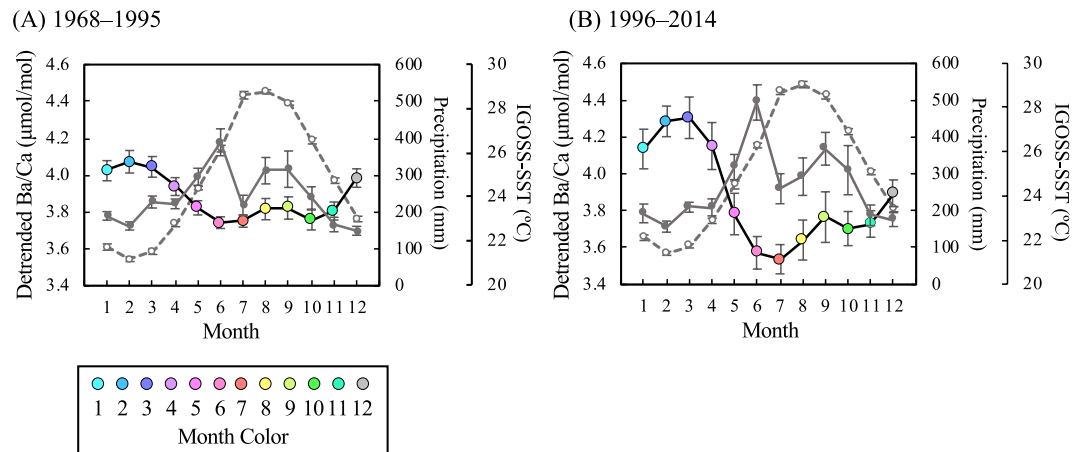 (A) 1968–1995
(B) 1996–2014
Detrended Ba/Ca (μmol/mol)
4.6
4.4
4.2
4.0
3.8
3.6
3.4
1 2 3 4 5 6 7 8 9 10 11 12
Month
600
500
400
300
200
100
0
Precipitation (mm)
30
28
26
24
22
20
IGOSS-SST (°C)
Detrended Ba/Ca (μmol/mol)
4.6
4.4
4.2
4.0
3.8
3.6
3.4
1 2 3 4 5 6 7 8 9 10 11 12
Month
600
500
400
300
200
100
0
Precipitation (mm)
30
28
26
24
22
20
IGOSS-SST (°C)
1 2 3 4 5 6 7 8 9 10 11 12
Month Color